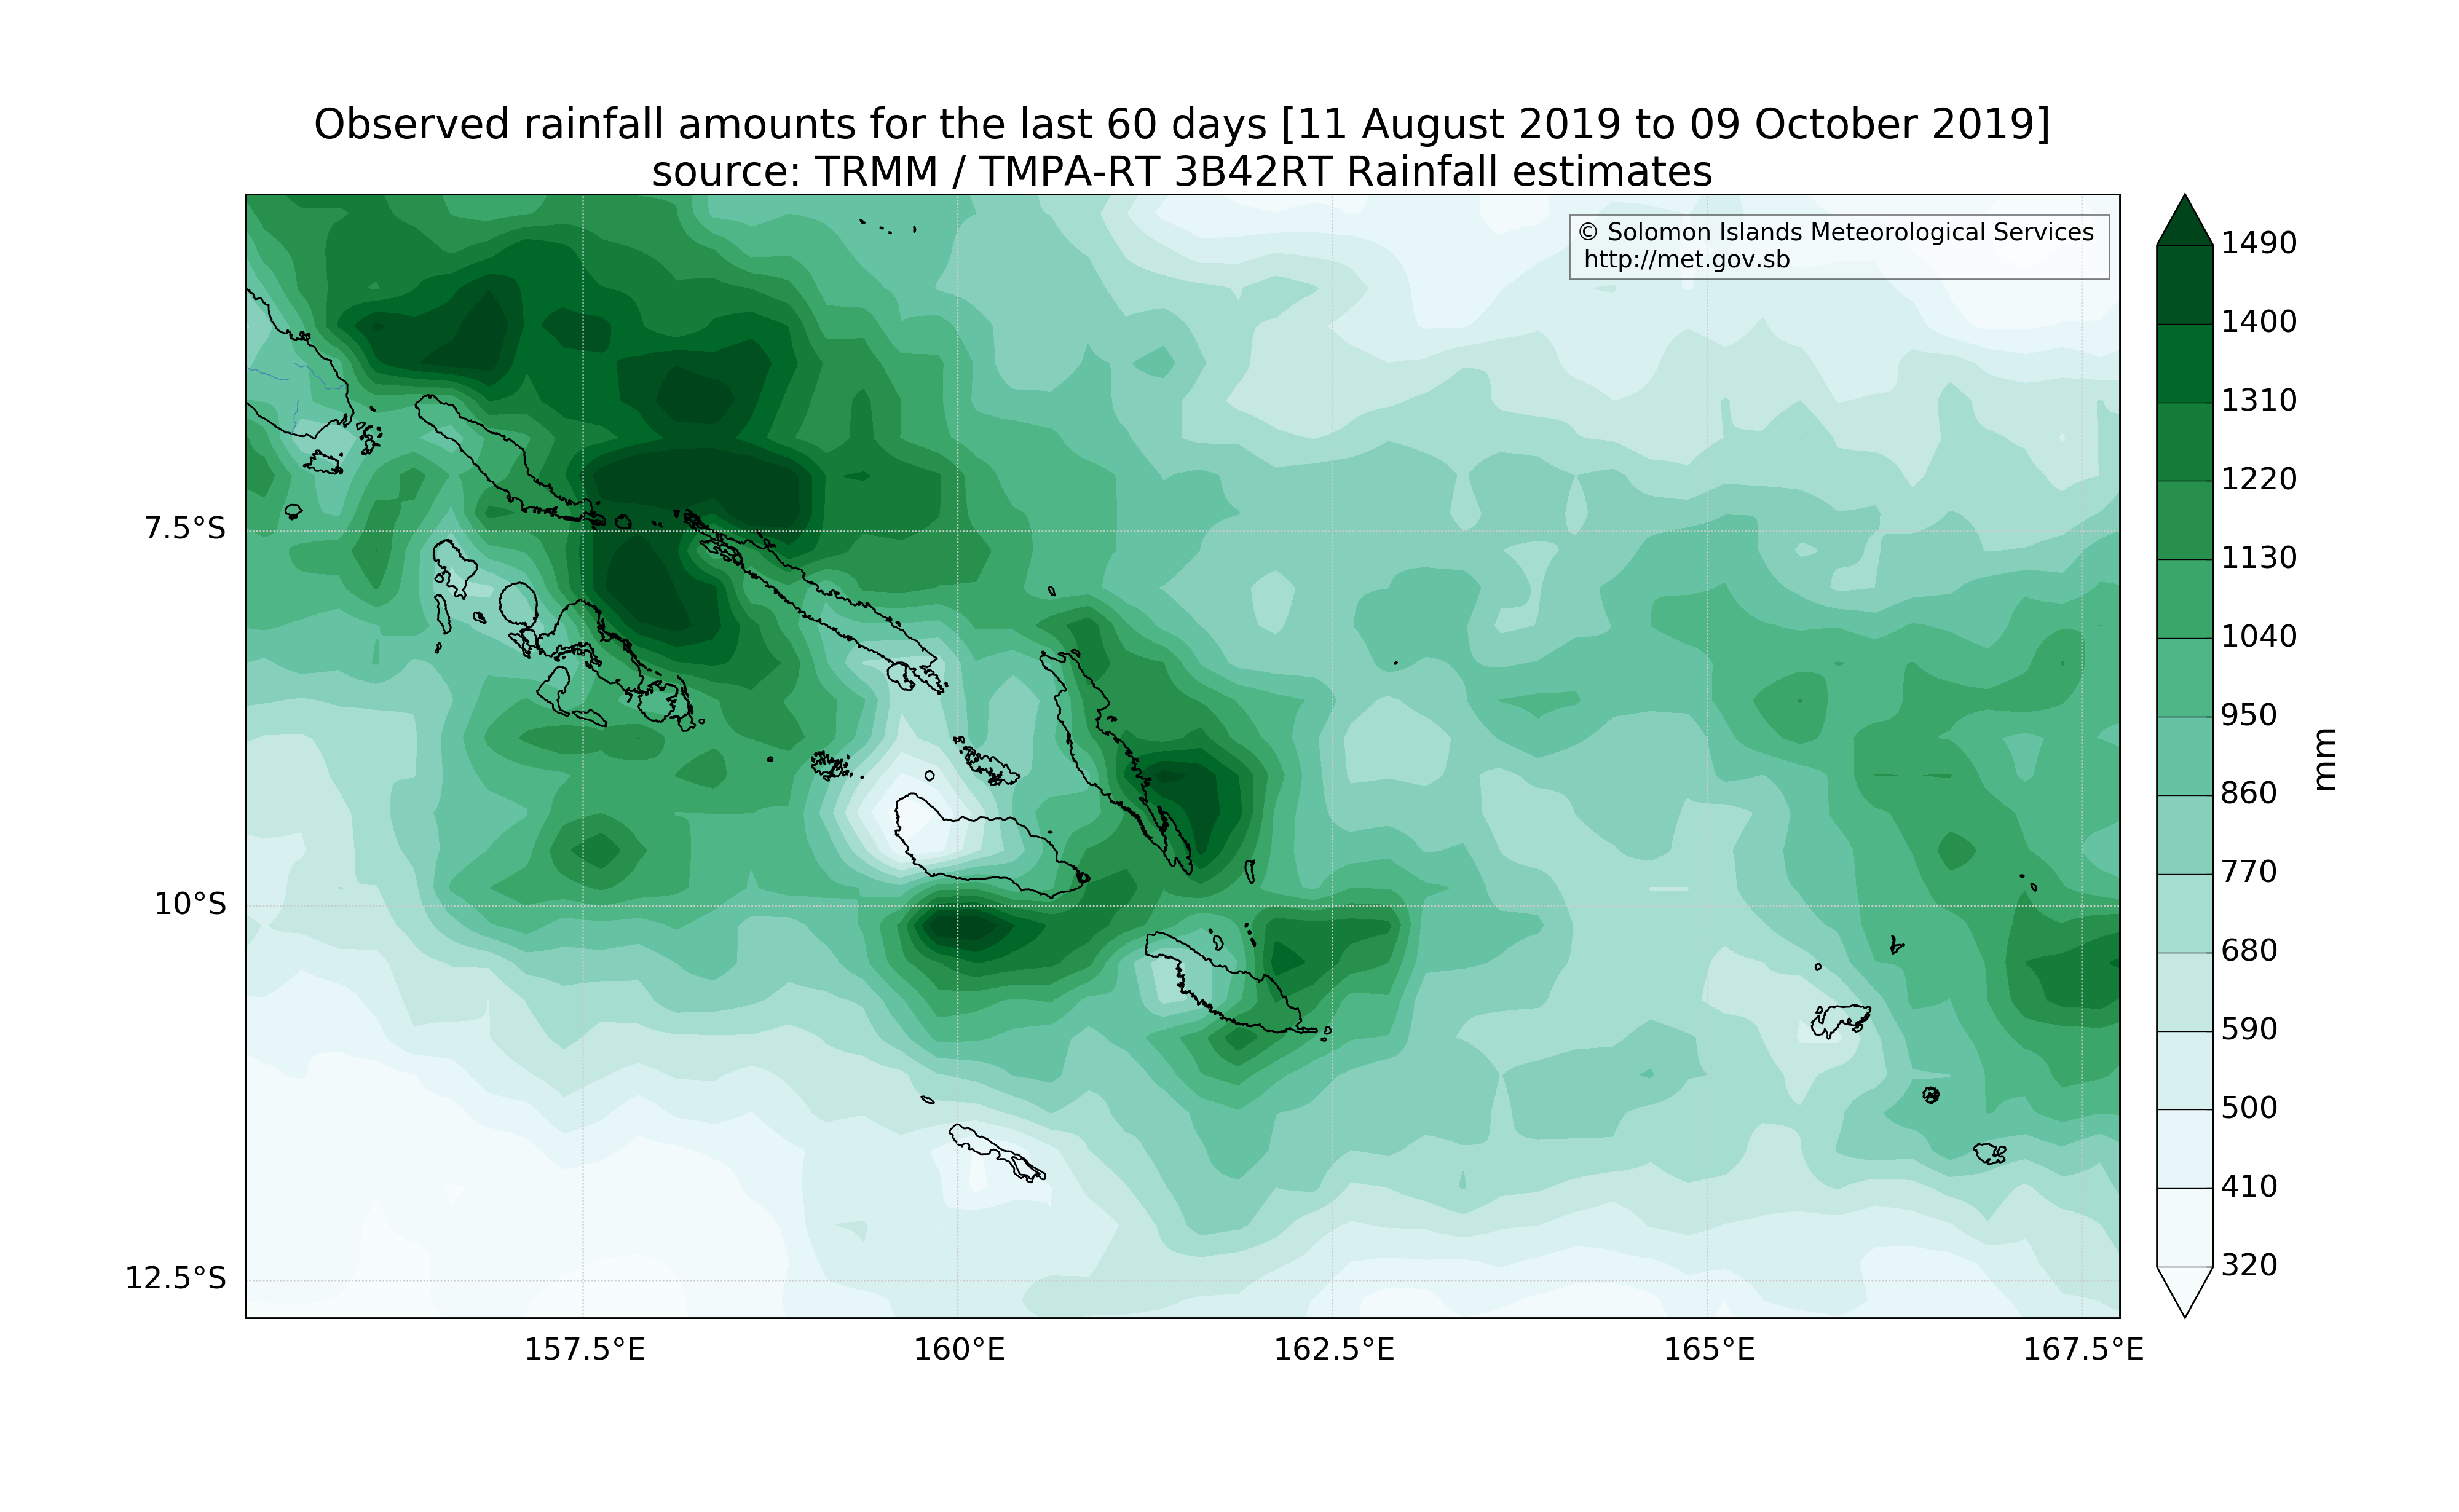 Observed rainfall amounts for the last 60 days [11 August 2019 to 09 October 2019]
source: TRMM / TMPA-RT 3B42RT Rainfall estimates
© Solomon Islands Meteorological Services
http://met.gov.sb
7.5°S
10°S
12.5°S
157.5°E
160°E
162.5°E
165°E
167.5°E
1490
1400
1310
1220
1130
1040
950
860
770
680
590
500
410
320
mm